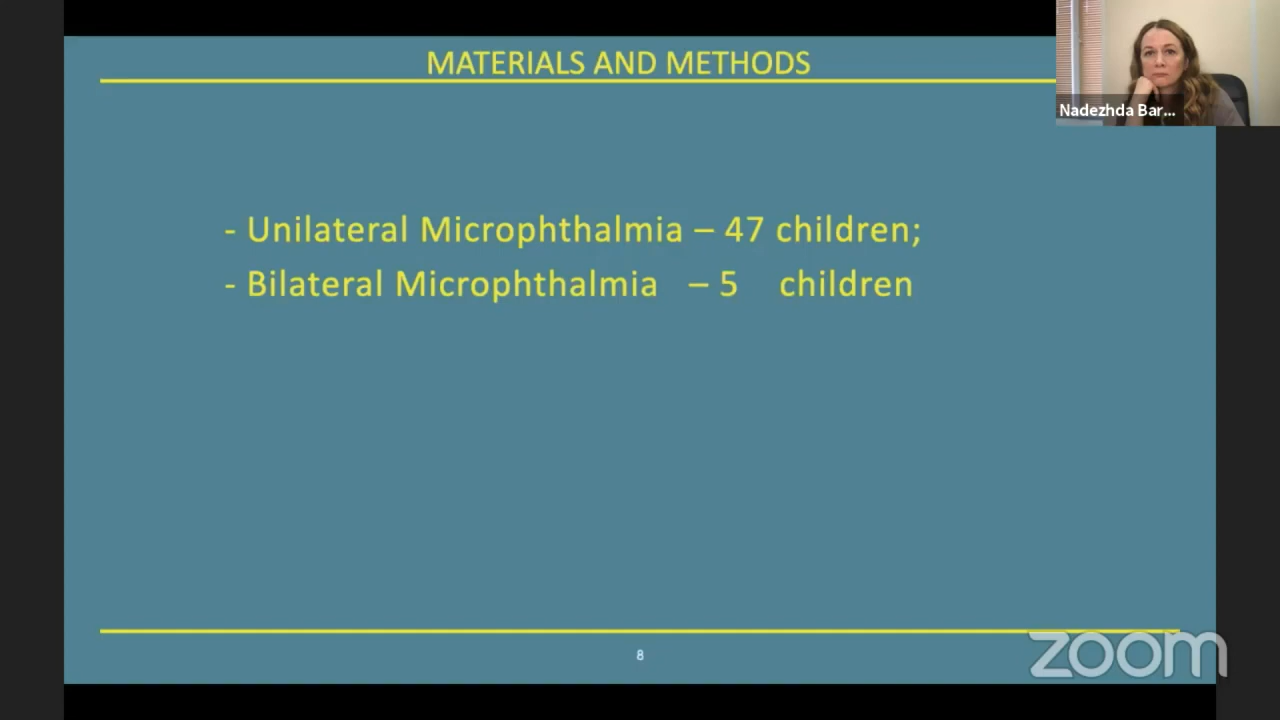 MATERIALS AND METHODS
Nadezhda Bar...
- Unilateral Microphthalmia – 47 children;
- Bilateral Microphthalmia – 5 children
8
zoom